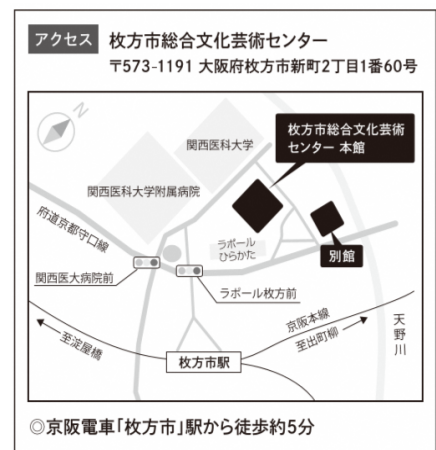 アクセス
枚方市総合文化芸術センター
〒573-1191 大阪府枚方市新町2丁目1番60号
N
関西医科大学
枚方市総合文化芸術
センター 本館
関西医科大学附属病院
府道京都守口線
ラポール
ひらかた
別館
関西医大病院前
ラポール枚方前
京阪本線
至出町柳
天野川
至淀屋橋
枚方市駅
◎京阪電車「枚方市」駅から徒歩約5分